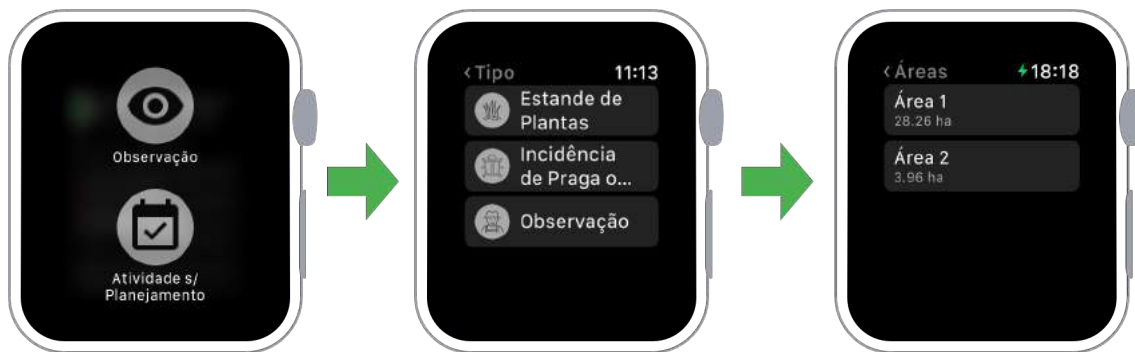 Observação
Atividade s/
Planejamento
‹Tipo 11:13
Estande de
Plantas
Incidência
de Praga o...
Observação
‹Áreas 18:18
Área 1
28.26 ha
Área 2
3.96 ha